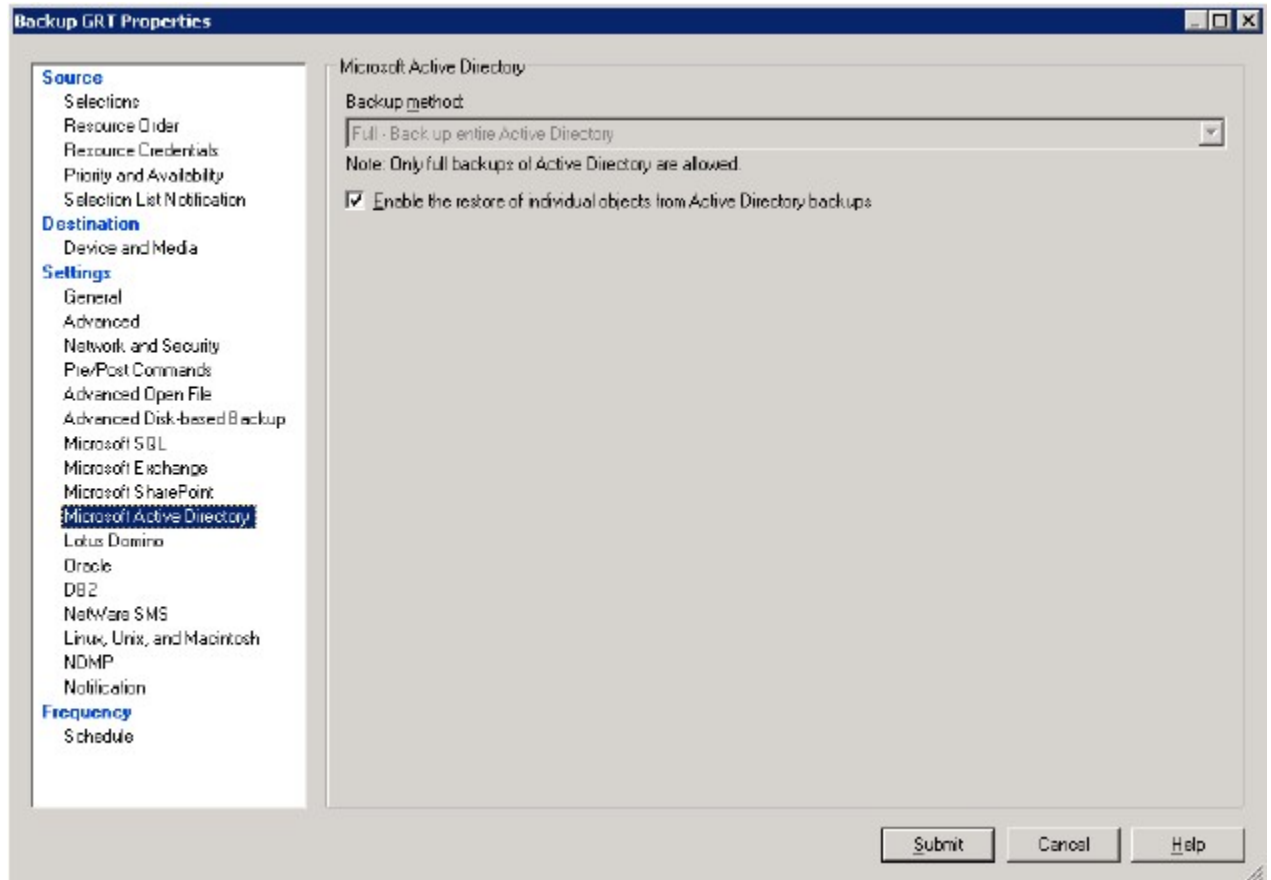 Backup GRT Properties
Source
Selections
Resource Order
Resource Credentials
Priority and Availability
Selection List Notification
Destination
Device and Media
Settings
General
Advanced
Network and Security
Pre/Post Commands
Advanced Open File
Advanced Disk-based Backup
Microsoft SQL
Microsoft Exchange
Microsoft SharePoint
Microsoft Active Directory
Lotus Domino
Oracle
DB2
NetWare SMS
Linux, Unix, and Macintosh
NDMP
Notification
Frequency
Schedule
Microsoft Active Directory
Backup method:
Full - Back up entire Active Directory
Note: Only full backups of Active Directory are allowed.
Enable the restore of individual objects from Active Directory backups
Submit
Cancel
Help